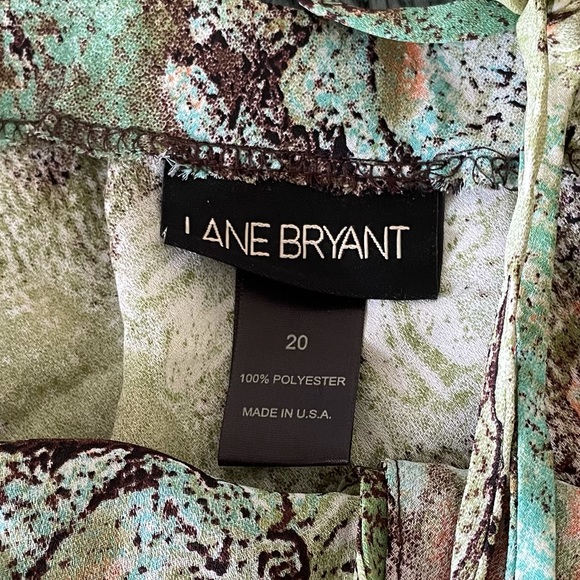 LANE BRYANT
20
100% POLYESTER
MADE IN U.S.A.